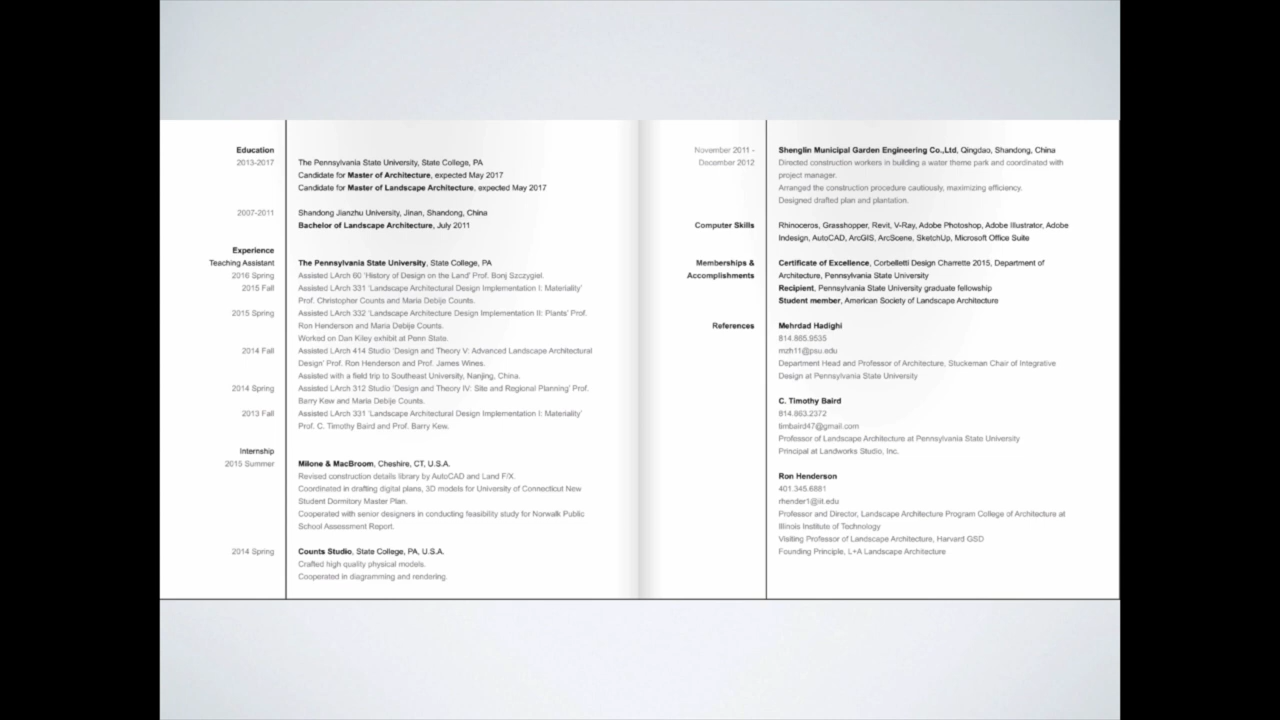 Education
2013-2017
The Pennsylvania State University, State College, PA
Candidate for Master of Architecture, expected May 2017
Candidate for Master of Landscape Architecture, expected May 2017
2007-2011
Shandong Jianzhu University, Jinan, Shandong, China
Bachelor of Landscape Architecture, July 2011
Experience
Teaching Assistant
The Pennsylvania State University, State College, PA
2016 Spring
Assisted LArch 60 'History of Design on the Land' Prof. Bonj Szczygiel.
2015 Fall
Assisted LArch 331 'Landscape Architectural Design Implementation I: Materiality'
Prof. Christopher Counts and Maria Debije Counts.
2015 Spring
Assisted LArch 332 'Landscape Architecture Design Implementation II: Plants' Prof.
Ron Henderson and Maria Debije Counts.
Worked on Dan Kiley exhibit at Penn State.
2014 Fall
Assisted LArch 414 Studio 'Design and Theory V: Advanced Landscape Architectural
Design' Prof. Ron Henderson and Prof. James Wines.
Assisted with a field trip to Southeast University, Nanjing, China.
2014 Spring
Assisted LArch 312 Studio 'Design and Theory IV: Site and Regional Planning' Prof.
Barry Kew and Maria Debije Counts.
2013 Fall
Assisted LArch 331 'Landscape Architectural Design Implementation I: Materiality'
Prof. C. Timothy Baird and Prof. Barry Kew.
Internship
2015 Summer
Milone & MacBroom, Cheshire, CT, U.S.A.
Revised construction details library by AutoCAD and Land F/X.
Coordinated in drafting digital plans, 3D models for University of Connecticut New
Student Dormitory Master Plan.
Cooperated with senior designers in conducting feasibility study for Norwalk Public
School Assessment Report.
2014 Spring
Counts Studio, State College, PA, U.S.A.
Crafted high quality physical models.
Cooperated in diagramming and rendering.
November 2011 -
December 2012
Shenglin Municipal Garden Engineering Co.,Ltd, Qingdao, Shandong, China
Directed construction workers in building a water theme park and coordinated with
project manager.
Arranged the construction procedure cautiously, maximizing efficiency.
Designed drafted plan and plantation.
Computer Skills
Rhinoceros, Grasshopper, Revit, V-Ray, Adobe Photoshop, Adobe Illustrator, Adobe
Indesign, AutoCAD, ArcGIS, ArcScene, SketchUp, Microsoft Office Suite
Memberships &
Accomplishments
Certificate of Excellence, Corbelletti Design Charrette 2015, Department of
Architecture, Pennsylvania State University
Recipient, Pennsylvania State University graduate fellowship
Student member, American Society of Landscape Architecture
References
Mehrdad Hadighi
814.865.9535
mzh11@psu.edu
Department Head and Professor of Architecture, Stuckeman Chair of Integrative
Design at Pennsylvania State University
C. Timothy Baird
814.863.2372
timbaird47@gmail.com
Professor of Landscape Architecture at Pennsylvania State University
Principal at Landworks Studio, Inc.
Ron Henderson
401.345.6881
rhender1@iit.edu
Professor and Director, Landscape Architecture Program College of Architecture at
Illinois Institute of Technology
Visiting Professor of Landscape Architecture, Harvard GSD
Founding Principle, L+A Landscape Architecture